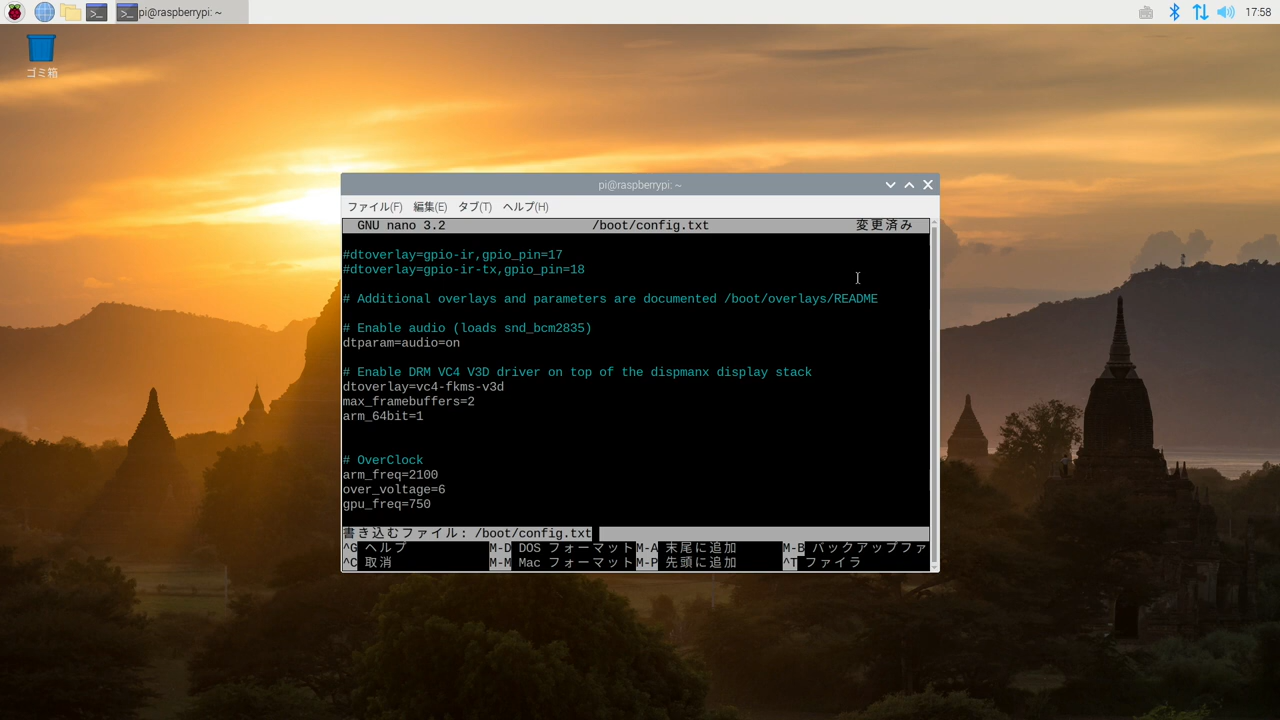 pi@raspberrypi: ~
17:58
ゴミ箱
pi@raspberrypi: ~
ファイル(F) 編集(E) タブ(T) ヘルプ(H)
GNU nano 3.2 /boot/config.txt 変更済み
#dtoverlay=gpio-ir,gpio_pin=17
#dtoverlay=gpio-ir-tx,gpio_pin=18
# Additional overlays and parameters are documented /boot/overlays/README
# Enable audio (loads snd_bcm2835)
dtparam=audio=on
# Enable DRM VC4 V3D driver on top of the dispmanx display stack
dtoverlay=vc4-fkms-v3d
max_framebuffers=2
arm_64bit=1
# OverClock
arm_freq=2100
over_voltage=6
gpu_freq=750
書き込むファイル: /boot/config.txt
^G ヘルプ M-D DOS フォーマット M-A 末尾に追加 M-B バックアップファ
^C 取消 M-M Mac フォーマット M-P 先頭に追加 ^T ファイラ